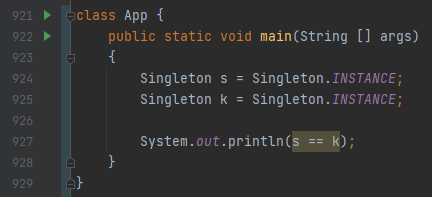 921 class App {
922     public static void main(String [] args)
923     {
924         Singleton s = Singleton.INSTANCE;
925         Singleton k = Singleton.INSTANCE;
926
927         System.out.println(s == k);
928     }
929 }